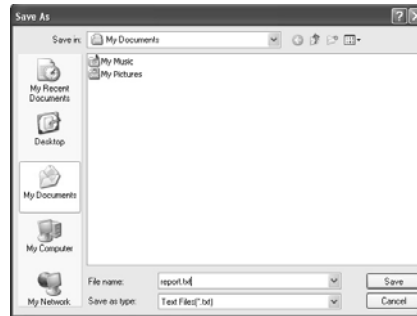 Save As
Save in: My Documents
My Recent Documents
Desktop
My Documents
My Computer
My Network
My Music
My Pictures
File name: report.txt
Save
Save as type: Text Files(*.txt)
Cancel